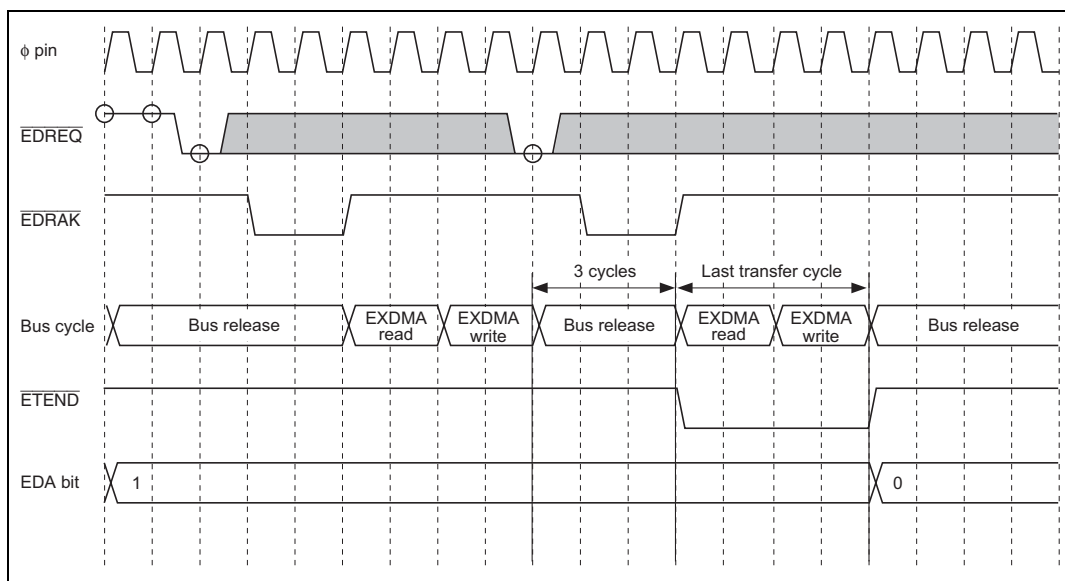 ϕ pin
EDREQ
EDRAK
3 cycles
Last transfer cycle
Bus cycle
Bus release
EXDMA
read
EXDMA
write
Bus release
EXDMA
read
EXDMA
write
Bus release
ETEND
EDA bit
1
0